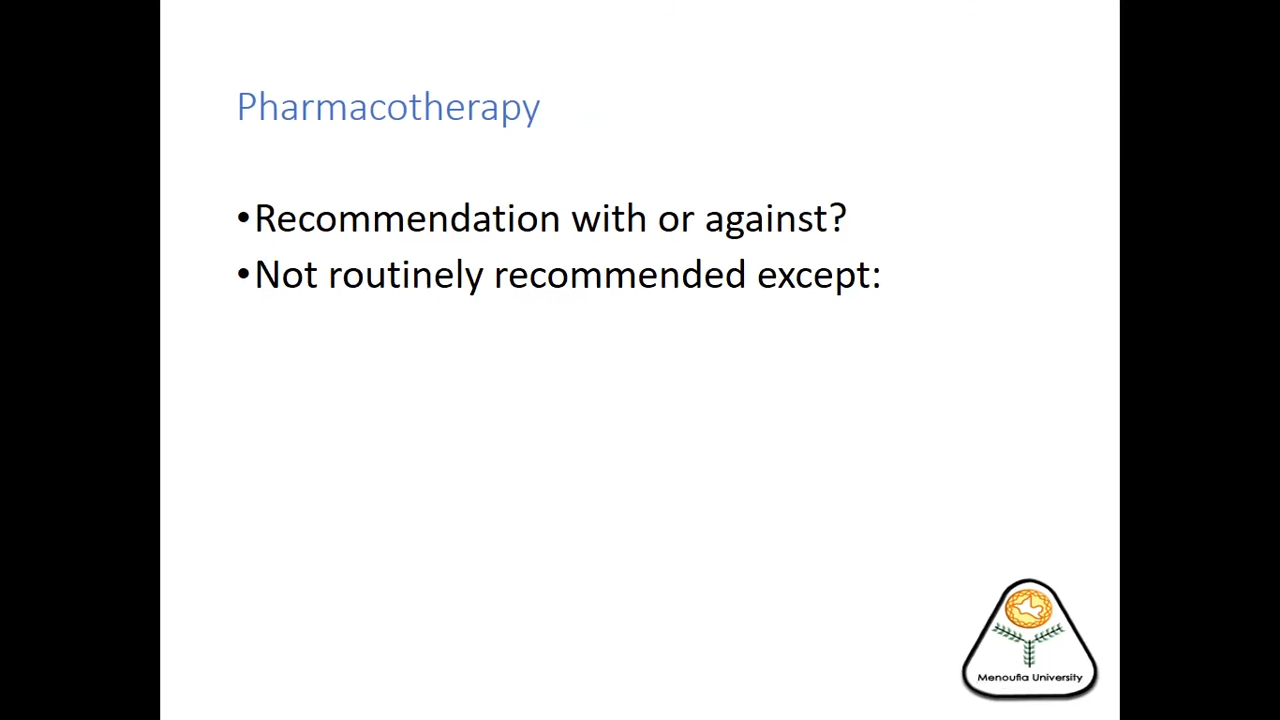 Pharmacotherapy
•Recommendation with or against?
•Not routinely recommended except:
Menoufia University